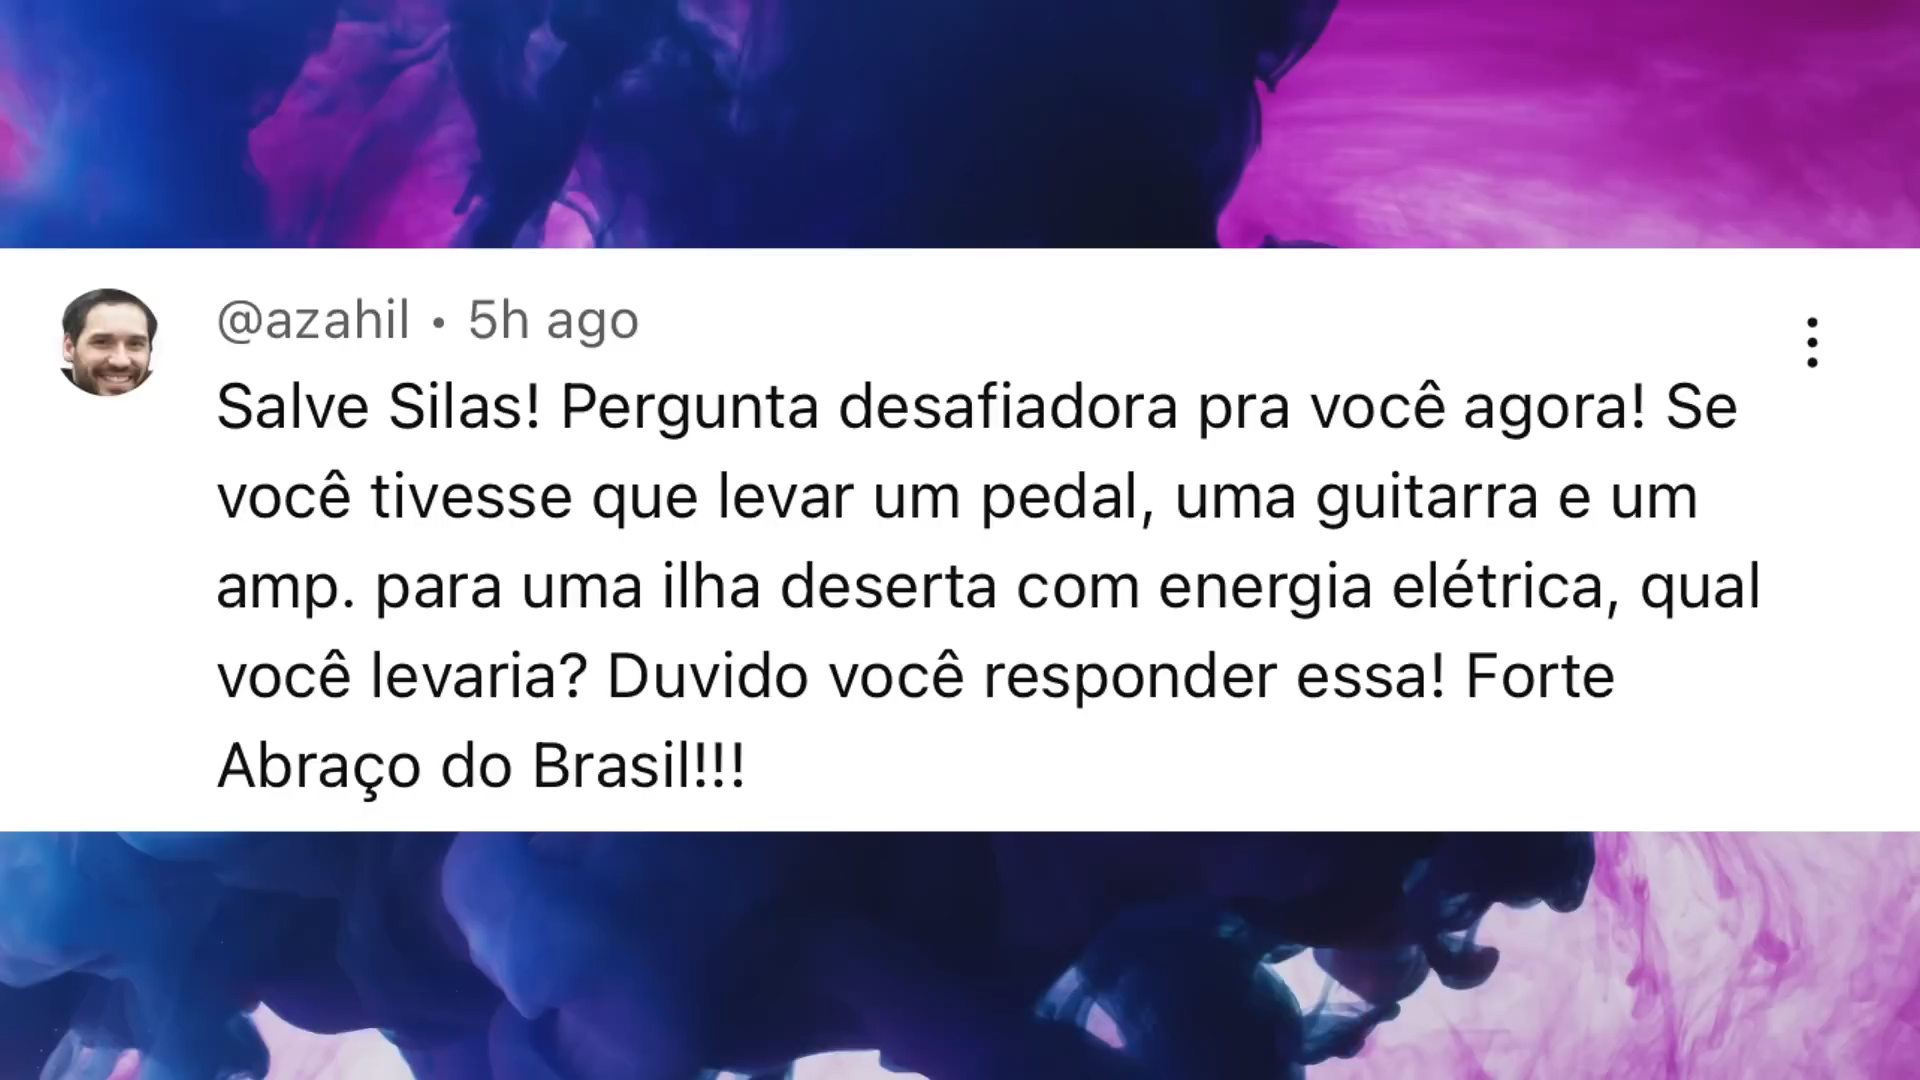 @azahil • 5h ago
Salve Silas! Pergunta desafiadora pra você agora! Se
você tivesse que levar um pedal, uma guitarra e um
amp. para uma ilha deserta com energia elétrica, qual
você levaria? Duvido você responder essa! Forte
Abraço do Brasil!!!